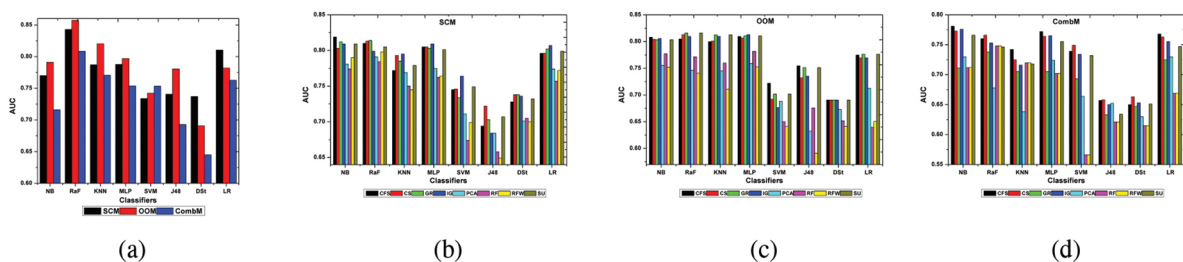 0.85
0.80
0.75
0.70
0.65
0.60
AUC
NB RaF KNN MLP SVM J48 DSt LR
Classifiers
SCM OOM CombM
(a)
SCM
0.85
0.80
0.75
0.70
0.65
AUC
NB RaF KNN MLP SVM J48 DSt LR
Classifiers
CFS CS GR IG PCA RF RFW SU
(b)
OOM
0.85
0.80
0.75
0.70
0.65
0.60
AUC
NB RaF KNN MLP SVM J48 DSt LR
Classifiers
CFS CS GR IG PCA RF RFW SU
(c)
CombM
0.80
0.75
0.70
0.65
0.60
0.55
AUC
NB RaF KNN MLP SVM J48 DSt LR
Classifiers
CFS CS GR IG PCA RF RFW SU
(d)